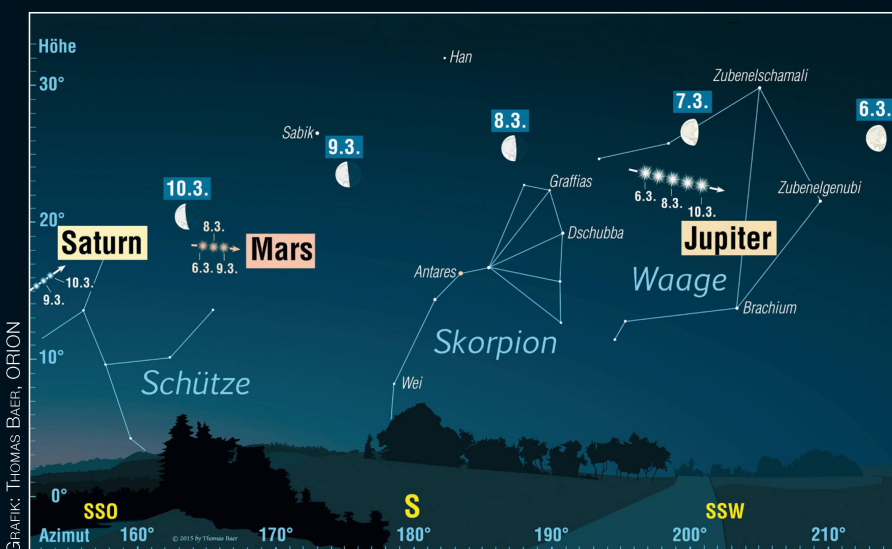 Höhe
30°
20°
10°
0°
Han
Sabik
Zubenelschamali
6.3.
7.3.
8.3.
9.3.
10.3.
Graffias
Zubenelgenubi
6.3. 8.3. 10.3.
Jupiter
Dschubba
8.3.
6.3. 9.3.
Mars
Saturn
10.3.
9.3.
Antares
Waage
Brachium
Skorpion
Schütze
Wei
SSO
S
SSW
Azimut 160° 170° 180° 190° 200° 210°
© 2015 by Thomas Baer
GRAFIK: THOMAS BAER, ORION